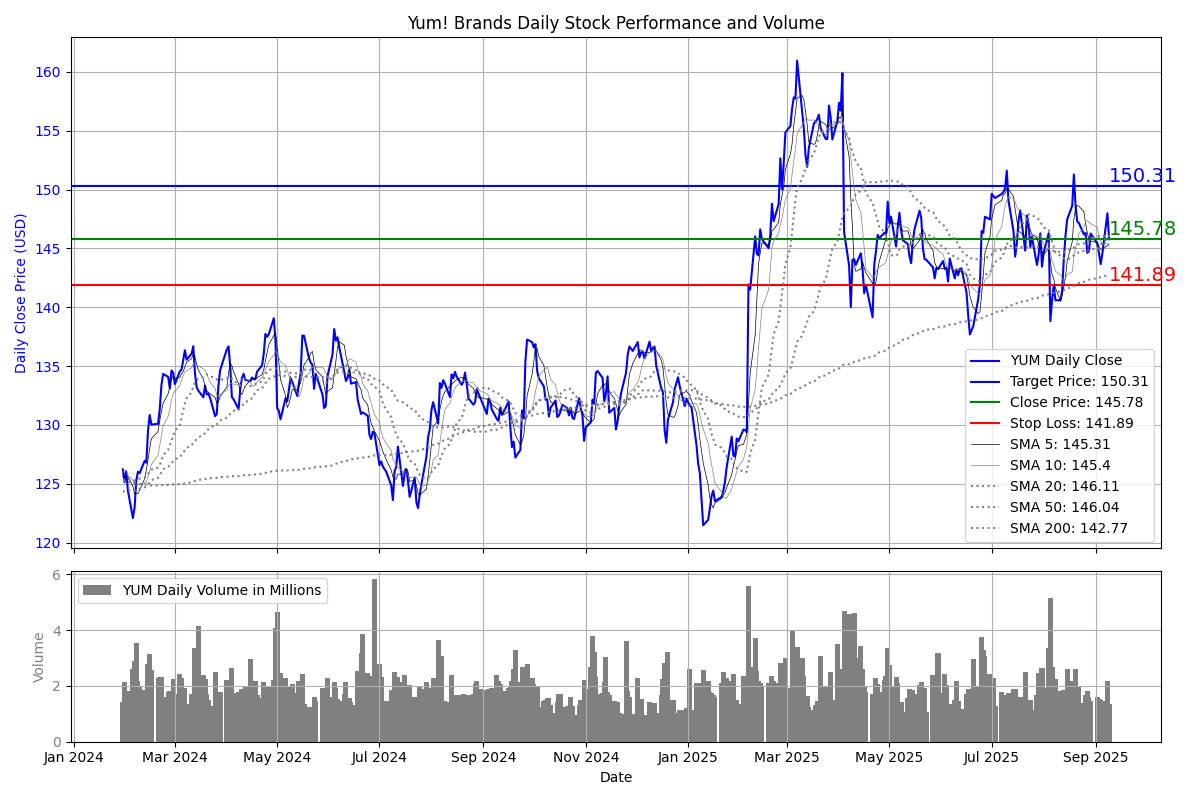 Yum! Brands Daily Stock Performance and Volume
160
155
150
145
140
135
130
125
120
Daily Close Price (USD)
150.31
145.78
141.89
YUM Daily Close
Target Price: 150.31
Close Price: 145.78
Stop Loss: 141.89
SMA 5: 145.31
SMA 10: 145.4
SMA 20: 146.11
SMA 50: 146.04
SMA 200: 142.77
YUM Daily Volume in Millions
6
4
2
0
Volume
Jan 2024 Mar 2024 May 2024 Jul 2024 Sep 2024 Nov 2024 Jan 2025 Mar 2025 May 2025 Jul 2025 Sep 2025
Date